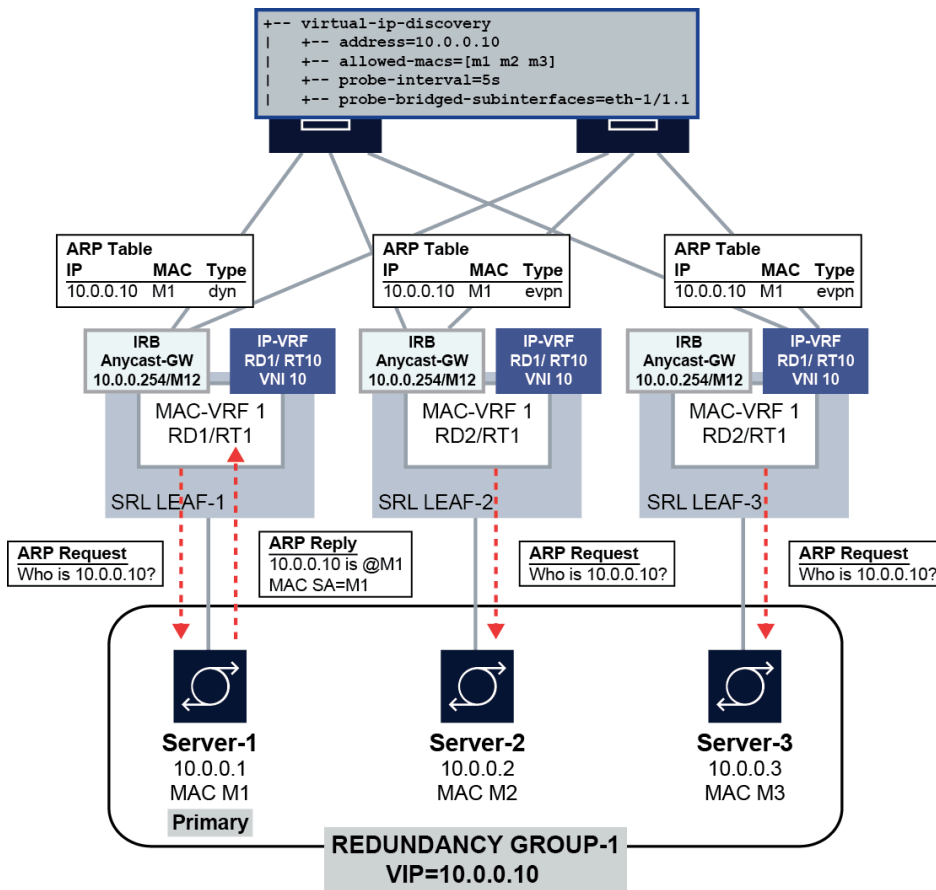 +-- virtual-ip-discovery
|   +-- address=10.0.0.10
|   +-- allowed-macs=[m1 m2 m3]
|   +-- probe-interval=5s
|   +-- probe-bridged-subinterfaces=eth-1/1.1
ARP Table
IP MAC Type
10.0.0.10 M1 dyn
ARP Table
IP MAC Type
10.0.0.10 M1 evpn
ARP Table
IP MAC Type
10.0.0.10 M1 evpn
IRB
Anycast-GW
10.0.0.254/M12
IP-VRF
RD1/ RT10
VNI 10
IRB
Anycast-GW
10.0.0.254/M12
IP-VRF
RD1/ RT10
VNI 10
IRB
Anycast-GW
10.0.0.254/M12
IP-VRF
RD1/ RT10
VNI 10
MAC-VRF 1
RD1/RT1
MAC-VRF 1
RD2/RT1
MAC-VRF 1
RD2/RT1
SRL LEAF-1
SRL LEAF-2
SRL LEAF-3
ARP Request
Who is 10.0.0.10?
ARP Reply
10.0.0.10 is @M1
MAC SA=M1
ARP Request
Who is 10.0.0.10?
ARP Request
Who is 10.0.0.10?
Server-1
10.0.0.1
MAC M1
Primary
Server-2
10.0.0.2
MAC M2
Server-3
10.0.0.3
MAC M3
REDUNDANCY GROUP-1
VIP=10.0.0.10